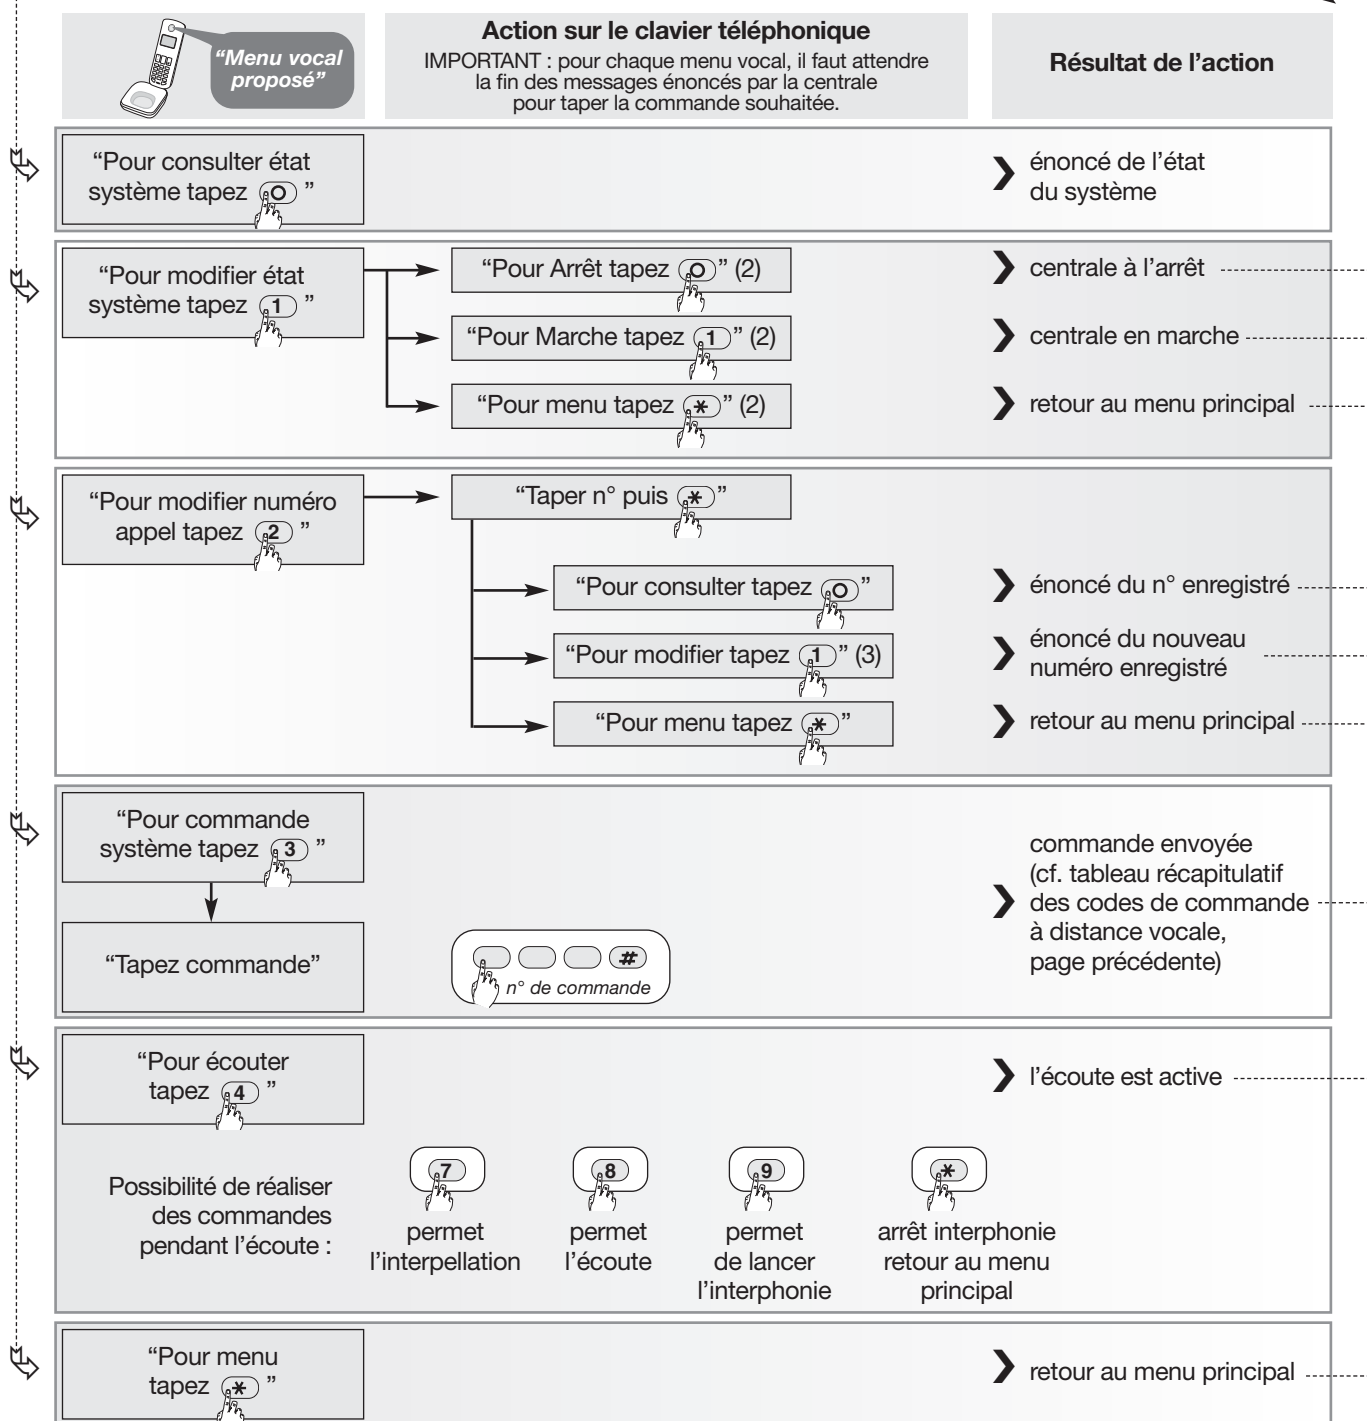 “Menu vocal
proposé”
Action sur le clavier téléphonique
IMPORTANT : pour chaque menu vocal, il faut attendre
la fin des messages énoncés par la centrale
pour taper la commande souhaitée.
Résultat de l’action
“Pour consulter état
système tapez O ”
énoncé de l’état
du système
“Pour modifier état
système tapez 1 ”
“Pour Arrêt tapez O” (2)
centrale à l’arrêt
“Pour Marche tapez 1” (2)
centrale en marche
“Pour menu tapez *” (2)
retour au menu principal
“Pour modifier numéro
appel tapez 2 ”
“Taper n° puis *”
“Pour consulter tapez O”
énoncé du n° enregistré
“Pour modifier tapez 1” (3)
énoncé du nouveau
numéro enregistré
“Pour menu tapez *”
retour au menu principal
“Pour commande
système tapez 3 ”
“Tapez commande”
#
n° de commande
commande envoyée
(cf. tableau récapitulatif
des codes de commande
à distance vocale,
page précédente)
“Pour écouter
tapez 4 ”
l’écoute est active
Possibilité de réaliser
des commandes
pendant l’écoute :
7
permet
l’interpellation
8
permet
l’écoute
9
permet
de lancer
l’interphonie
*
arrêt interphonie
retour au menu
principal
“Pour menu
tapez * ”
retour au menu principal